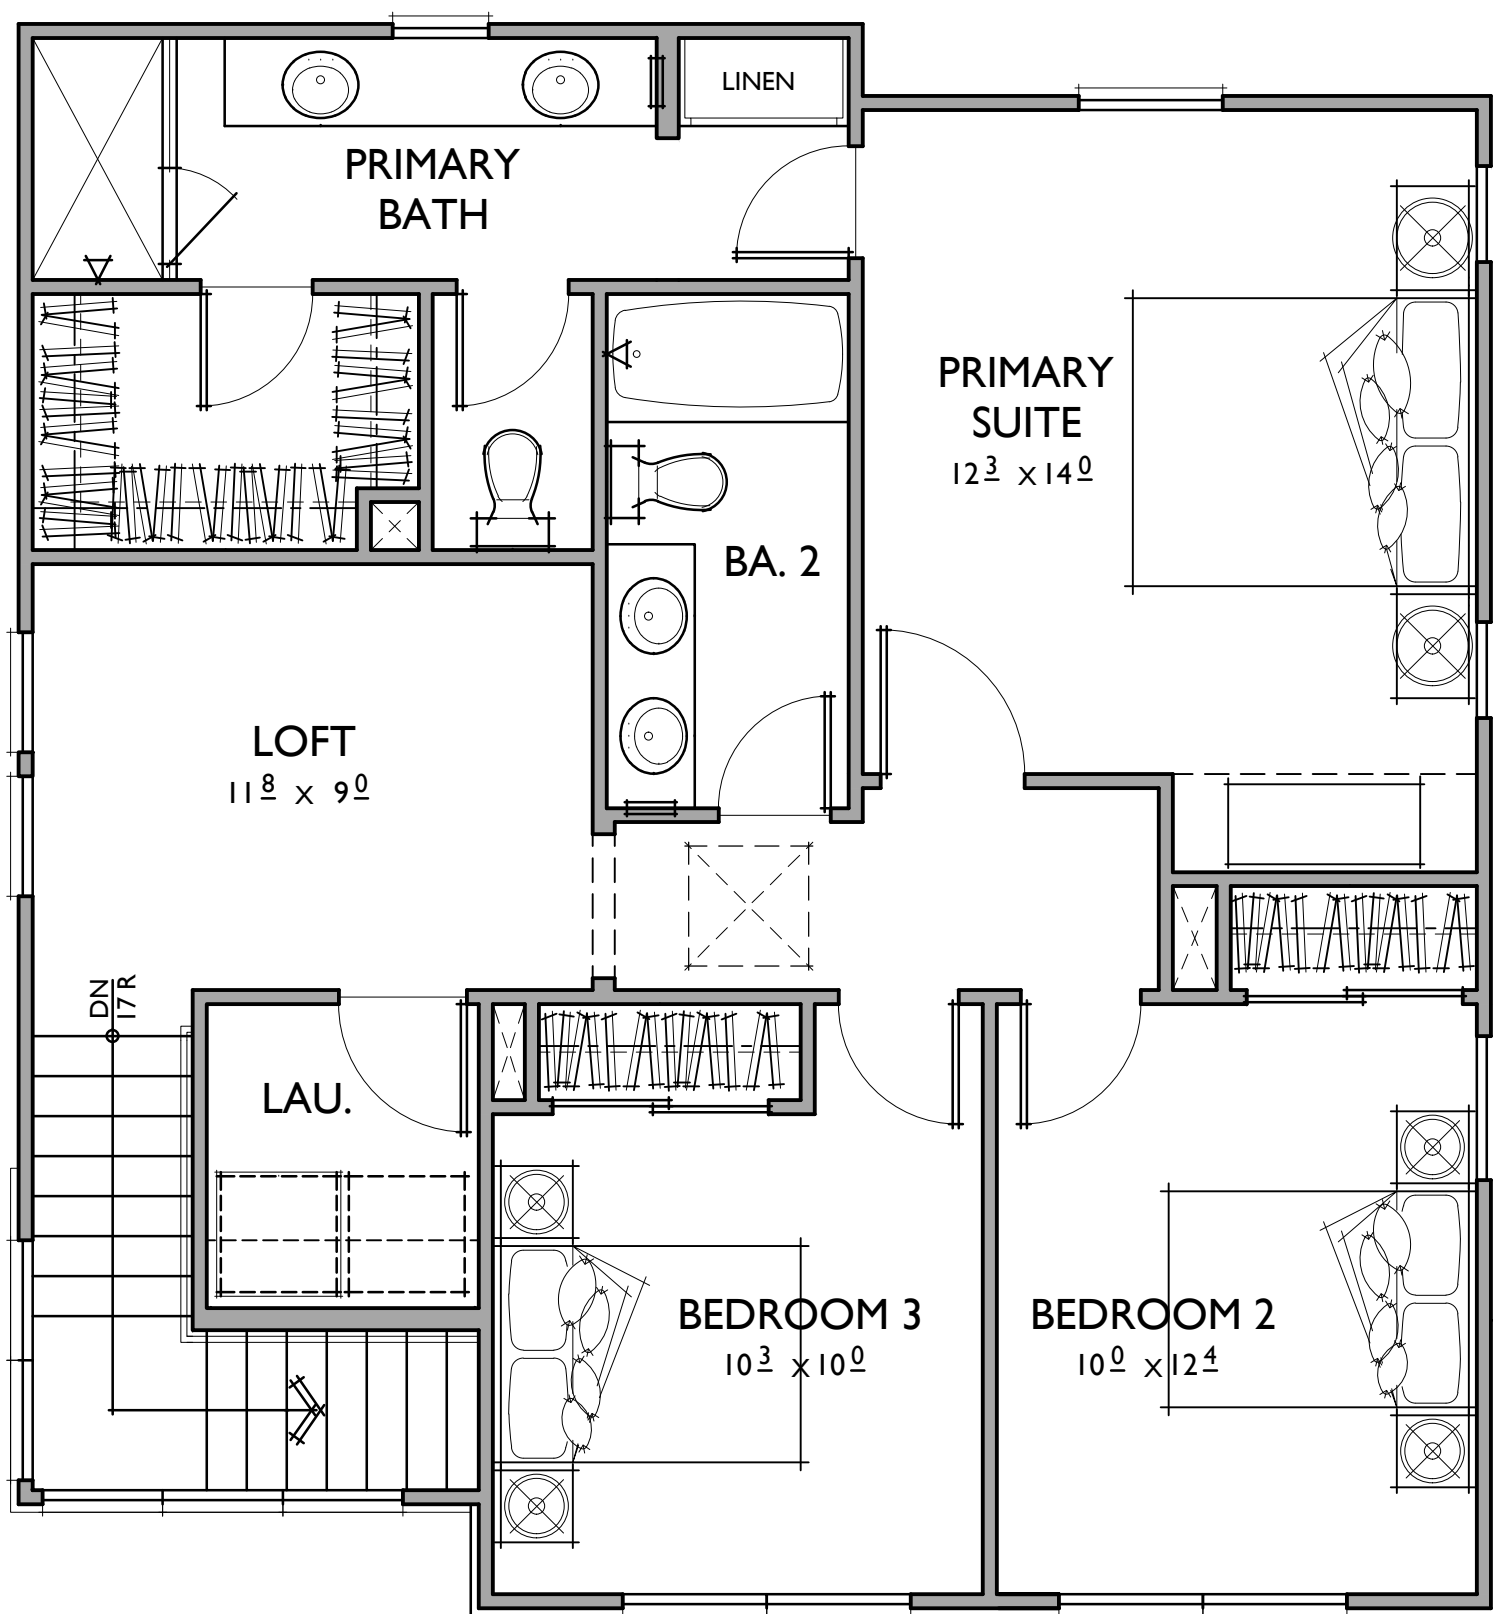 LINEN
PRIMARY
BATH
PRIMARY
SUITE
12 3 x 14 0
BA. 2
LOFT
11 8 x 9 0
DN
17 R
LAU.
BEDROOM 3
10 3 x 10 0
BEDROOM 2
10 0 x 12 4